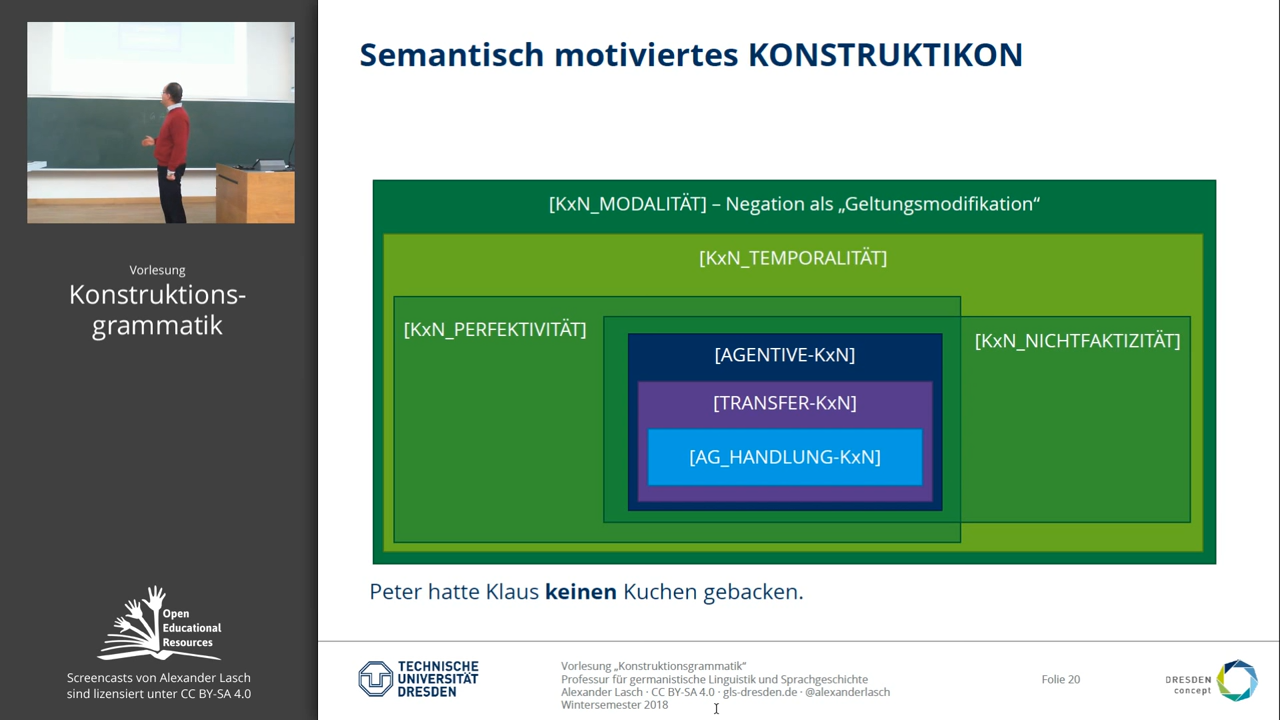 Semantisch motiviertes KONSTRUKTIKON
[KxN_MODALITÄT] – Negation als „Geltungsmodifikation“
[KxN_TEMPORALITÄT]
[KxN_PERFEKTIVITÄT]
[KxN_NICHTFAKTIZITÄT]
[AGENTIVE-KxN]
[TRANSFER-KxN]
[AG_HANDLUNG-KxN]
Peter hatte Klaus keinen Kuchen gebacken.
Vorlesung
Konstruktions-
grammatik
Open
Educational
Resources
Screencasts von Alexander Lasch
sind lizensiert unter CC BY-SA 4.0
TECHNISCHE
UNIVERSITÄT
DRESDEN
Vorlesung „Konstruktionsgrammatik“
Professur für germanistische Linguistik und Sprachgeschichte
Alexander Lasch · CC BY-SA 4.0 · gls-dresden.de · @alexanderlasch
Wintersemester 2018
Folie 20
DRESDEN
concept